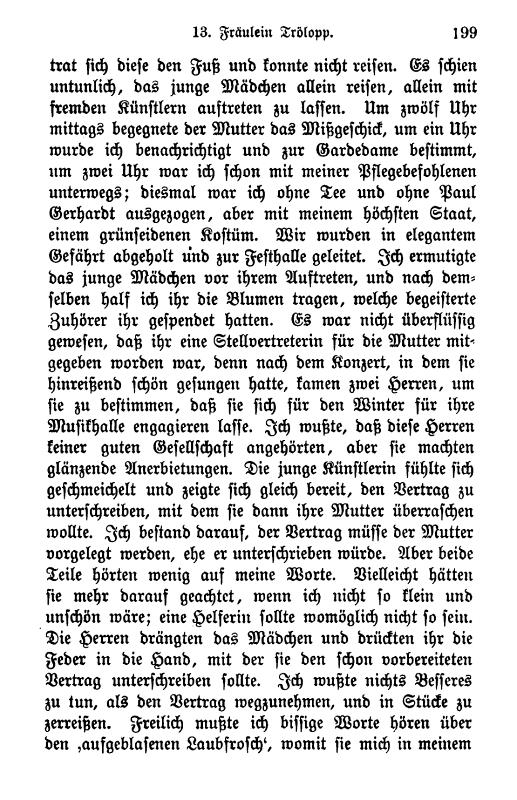 13. Fräulein Trölopp. 199
trat sich diese den Fuß und konnte nicht reisen. Es schien
untunlich, das junge Mädchen allein reisen, allein mit
fremden Künstlern auftreten zu lassen. Um zwölf Uhr
mittags begegnete der Mutter das Mißgeschick, um ein Uhr
wurde ich benachrichtigt und zur Gardedame bestimmt,
um zwei Uhr war ich schon mit meiner Pflegebefohlenen
unterwegs; diesmal war ich ohne Tee und ohne Paul
Gerhardt ausgezogen, aber mit meinem höchsten Staat,
einem grünseidenen Kostüm. Wir wurden in elegantem
Gefährt abgeholt und zur Festhalle geleitet. Ich ermutigte
das junge Mädchen vor ihrem Auftreten, und nach dem-
selben half ich ihr die Blumen tragen, welche begeisterte
Zuhörer ihr gespendet hatten. Es war nicht überflüssig
gewesen, daß ihr eine Stellvertreterin für die Mutter mit-
gegeben worden war, denn nach dem Konzert, in dem sie
hinreißend schön gesungen hatte, kamen zwei Herren, um
sie zu bestimmen, daß sie sich für den Winter für ihre
Musikhalle engagieren lasse. Ich wußte, daß diese Herren
keiner guten Gesellschaft angehörten, aber sie machten
glänzende Anerbietungen. Die junge Künstlerin fühlte sich
geschmeichelt und zeigte sich gleich bereit, den Vertrag zu
unterschreiben, mit dem sie dann ihre Mutter überraschen
wollte. Ich bestand darauf, der Vertrag müsse der Mutter
vorgelegt werden, ehe er unterschrieben würde. Aber beide
Teile hörten wenig auf meine Worte. Vielleicht hätten
sie mehr darauf geachtet, wenn ich nicht so klein und
unschön wäre; eine Helferin sollte womöglich nicht so sein.
Die Herren drängten das Mädchen und drückten ihr die
Feder in die Hand, mit der sie den schon vorbereiteten
Vertrag unterschreiben sollte. Ich wußte nichts Besseres
zu tun, als den Vertrag wegzunehmen, und in Stücke zu
zerreißen. Freilich mußte ich bissige Worte hören über
den ‚aufgeblasenen Laubfrosch‘, womit sie mich in meinem